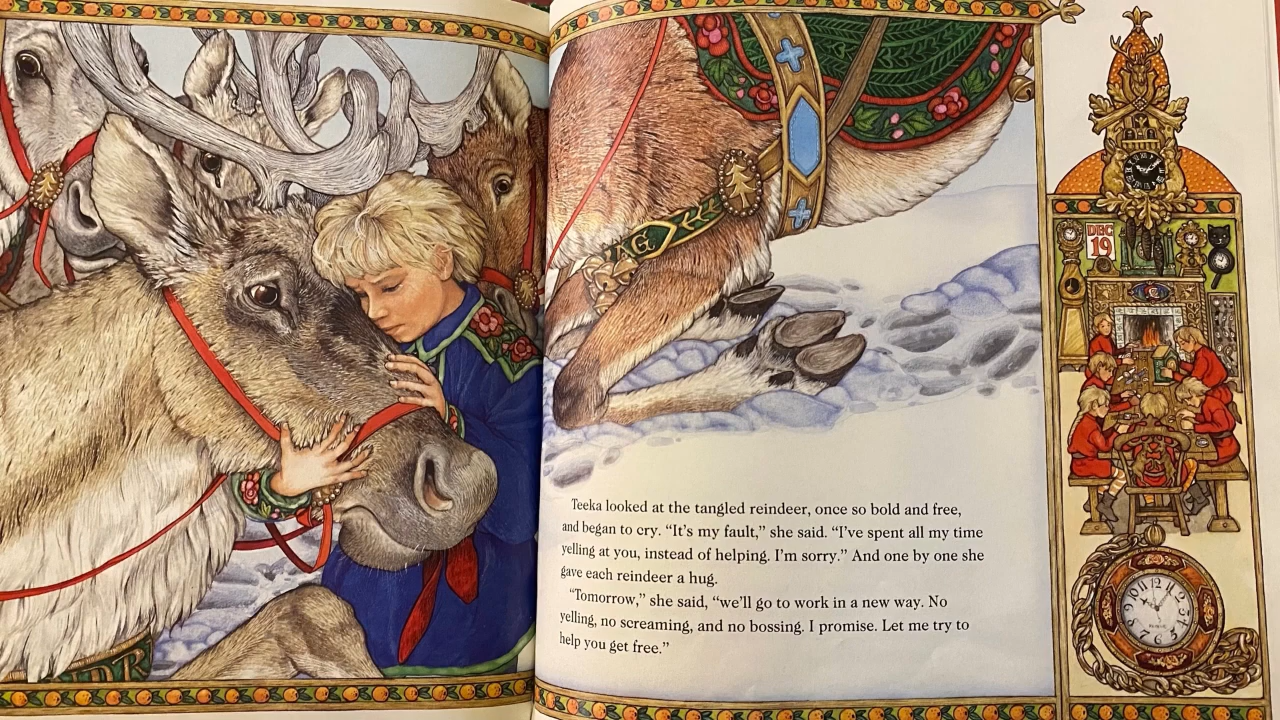 DR
AG
Teeka looked at the tangled reindeer, once so bold and free,
and began to cry. “It’s my fault,” she said. “I’ve spent all my time
yelling at you, instead of helping. I’m sorry.” And one by one she
gave each reindeer a hug.
“Tomorrow,” she said, “we’ll go to work in a new way. No
yelling, no screaming, and no bossing. I promise. Let me try to
help you get free.”
DEC
19